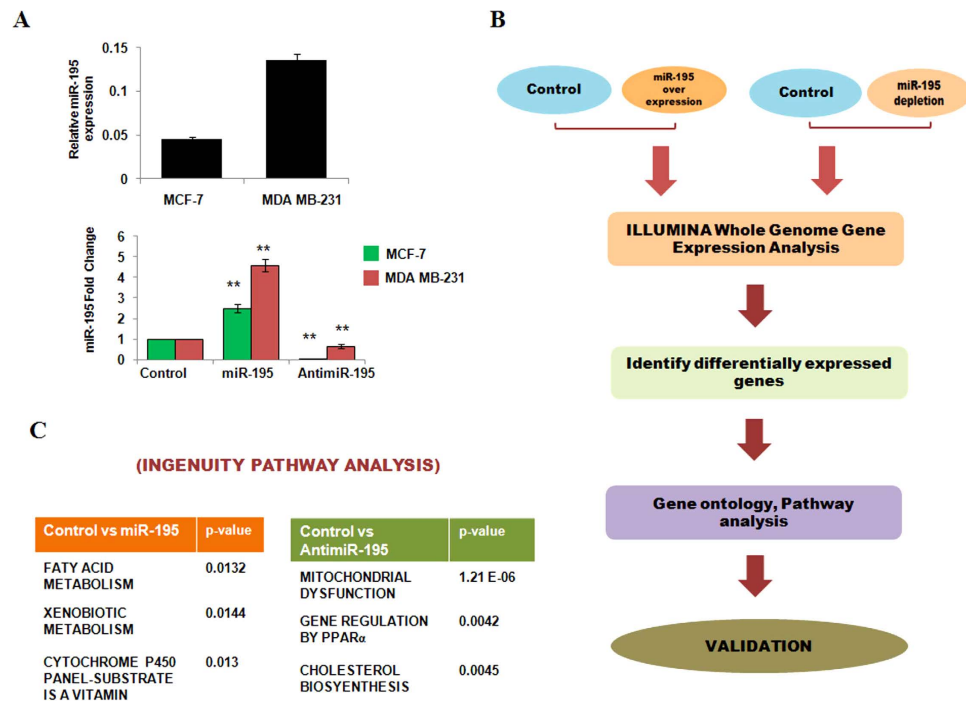 A
0.15
0.1
0.05
0
Relative miR-195
expression
MCF-7
MDA MB-231
6
5
4
3
2
1
0
miR-195 Fold Change
**
**
**
**
MCF-7
MDA MB-231
Control
miR-195
AntimiR-195
B
Control
miR-195
over
expression
Control
miR-195
depletion
ILLUMINA Whole Genome Gene
Expression Analysis
Identify differentially expressed
genes
Gene ontology, Pathway
analysis
VALIDATION
C
(INGENUITY PATHWAY ANALYSIS)
Control vs miR-195
p-value
FATY ACID
METABOLISM
0.0132
XENOBIOTIC
METABOLISM
0.0144
CYTOCHROME P450
PANEL-SUBSTRATE
IS A VITAMIN
0.013
Control vs
AntimiR-195
p-value
MITOCHONDRIAL
DYSFUNCTION
1.21 E-06
GENE REGULATION
BY PPARα
0.0042
CHOLESTEROL
BIOSYENTHESIS
0.0045